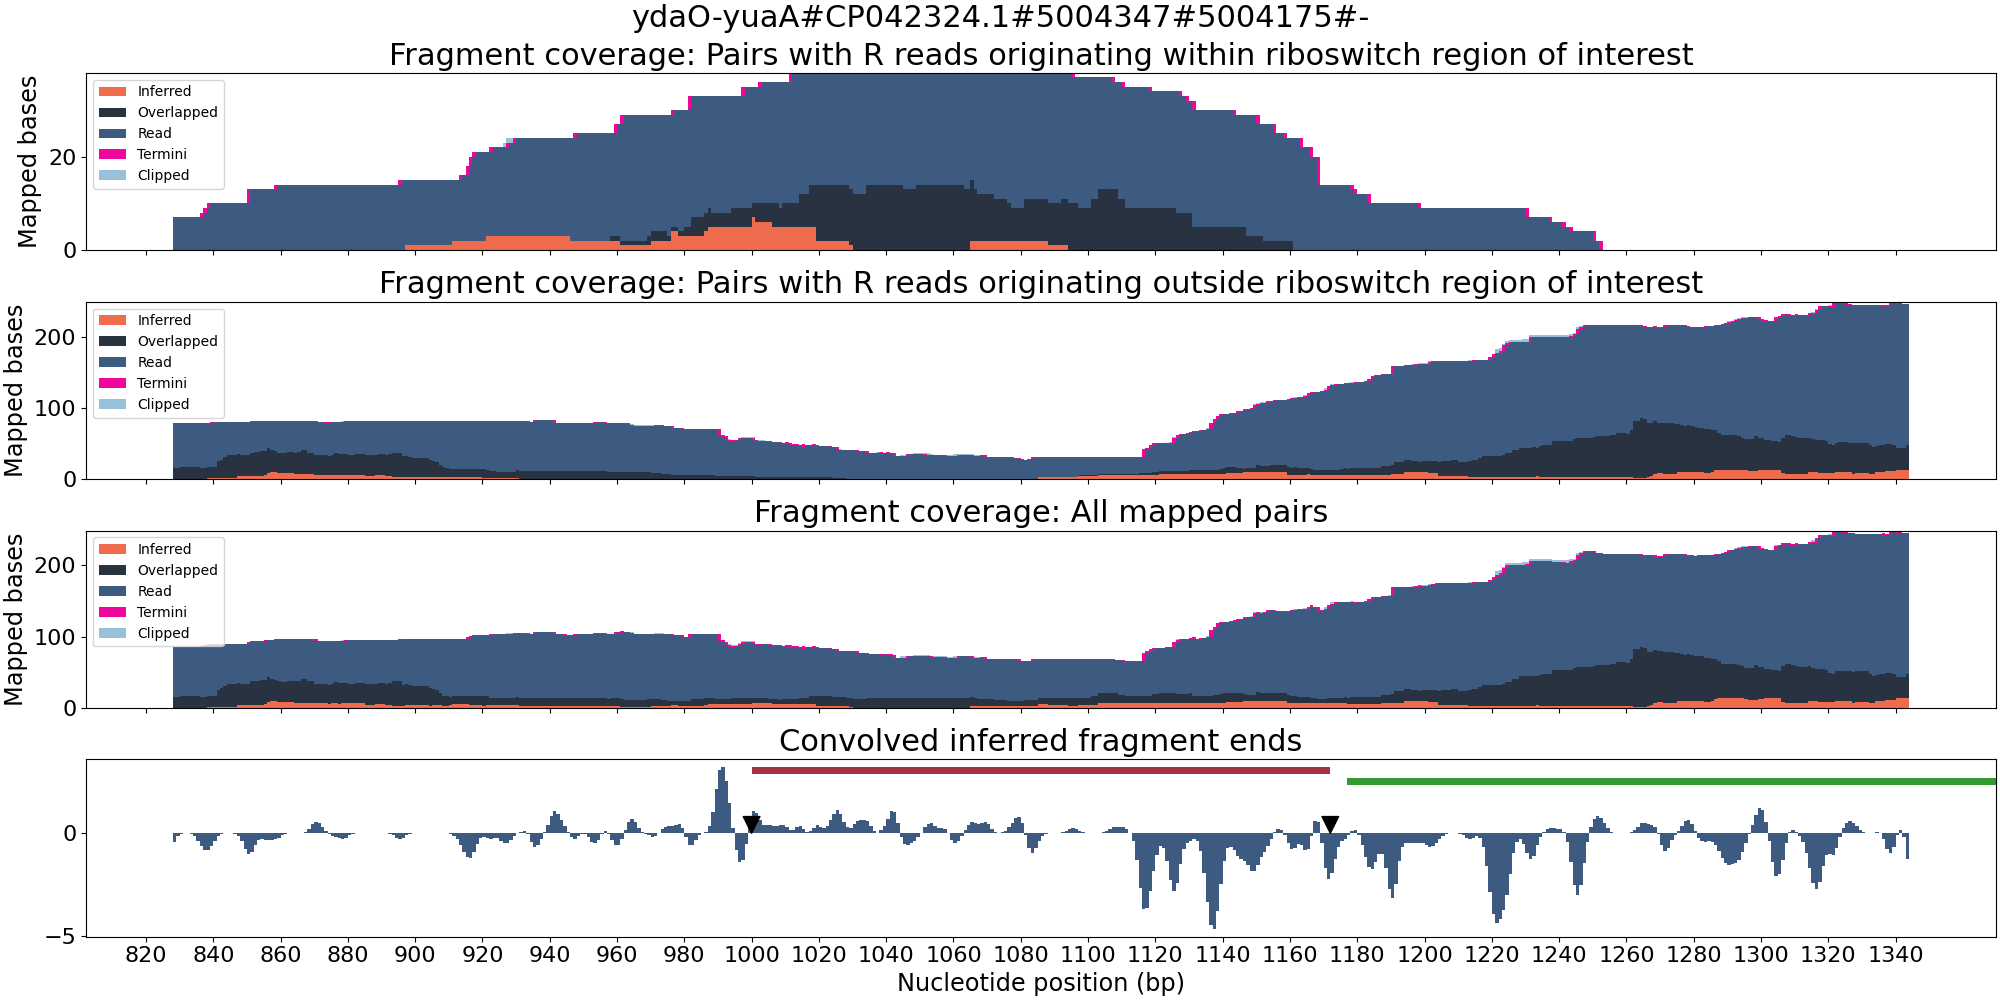 ydaO-yuaA#CP042324.1#5004347#5004175#-
Fragment coverage: Pairs with R reads originating within riboswitch region of interest
Mapped bases
20
0
Inferred
Overlapped
Read
Termini
Clipped
Fragment coverage: Pairs with R reads originating outside riboswitch region of interest
Mapped bases
200
100
0
Inferred
Overlapped
Read
Termini
Clipped
Fragment coverage: All mapped pairs
Mapped bases
200
100
0
Inferred
Overlapped
Read
Termini
Clipped
Convolved inferred fragment ends
0
−5
820 840 860 880 900 920 940 960 980 1000 1020 1040 1060 1080 1100 1120 1140 1160 1180 1200 1220 1240 1260 1280 1300 1320 1340
Nucleotide position (bp)